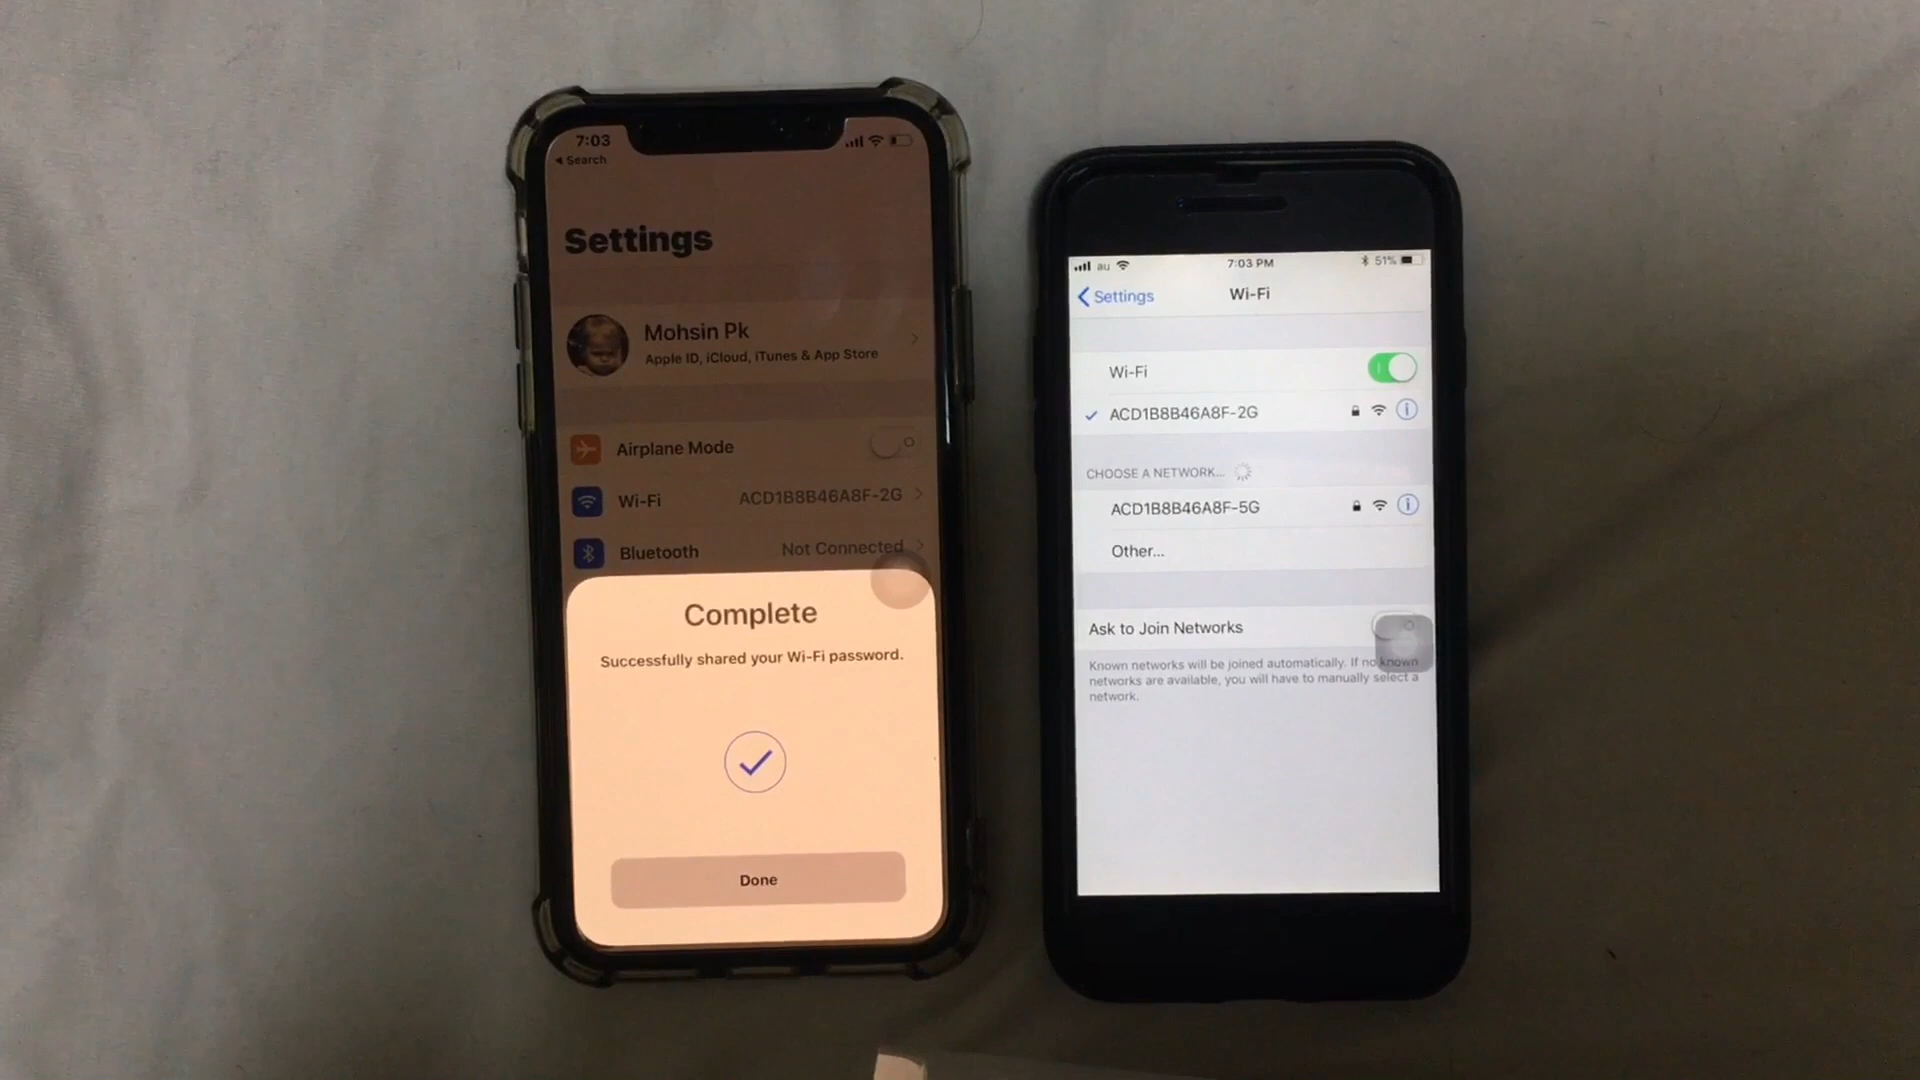 7:03
Search
Settings
Mohsin Pk
Apple ID, iCloud, iTunes & App Store
Airplane Mode
Wi-Fi ACD1B8B46A8F-2G
Bluetooth Not Connected
Complete
Successfully shared your Wi-Fi password.
Done
au 7:03 PM 51%
Settings Wi-Fi
Wi-Fi
ACD1B8B46A8F-2G
CHOOSE A NETWORK...
ACD1B8B46A8F-5G
Other...
Ask to Join Networks
Known networks will be joined automatically. If no known
networks are available, you will have to manually select a
network.